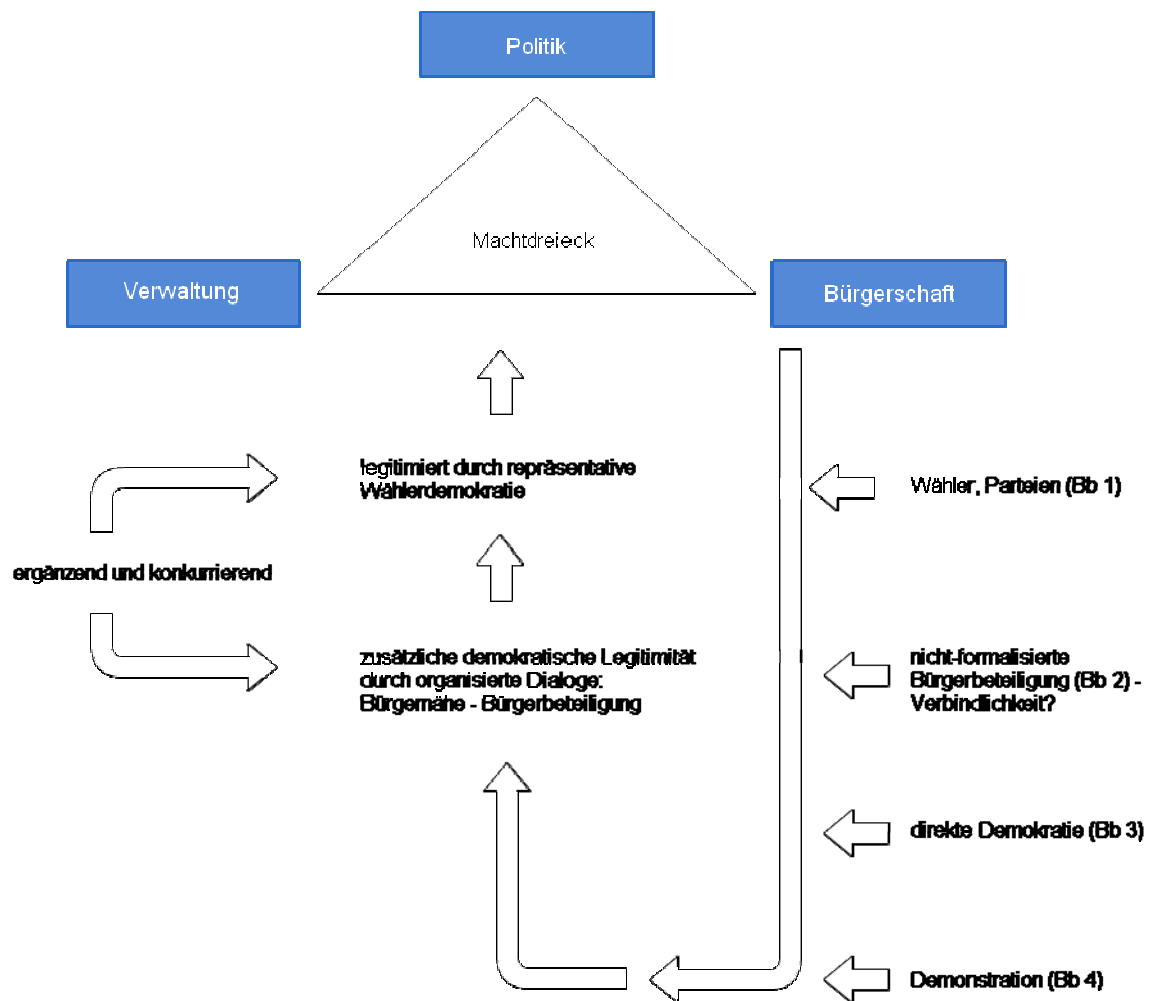 Politik
Machtdreieck
Verwaltung
Bürgerschaft
legitimiert durch repräsentative
Wählerdemokratie
Wähler, Parteien (Bb 1)
ergänzend und konkurrierend
zusätzliche demokratische Legitimität
durch organisierte Dialoge:
Bürgernähe - Bürgerbeteiligung
nicht-formalisierte
Bürgerbeteiligung (Bb 2) -
Verbindlichkeit?
direkte Demokratie (Bb 3)
Demonstration (Bb 4)